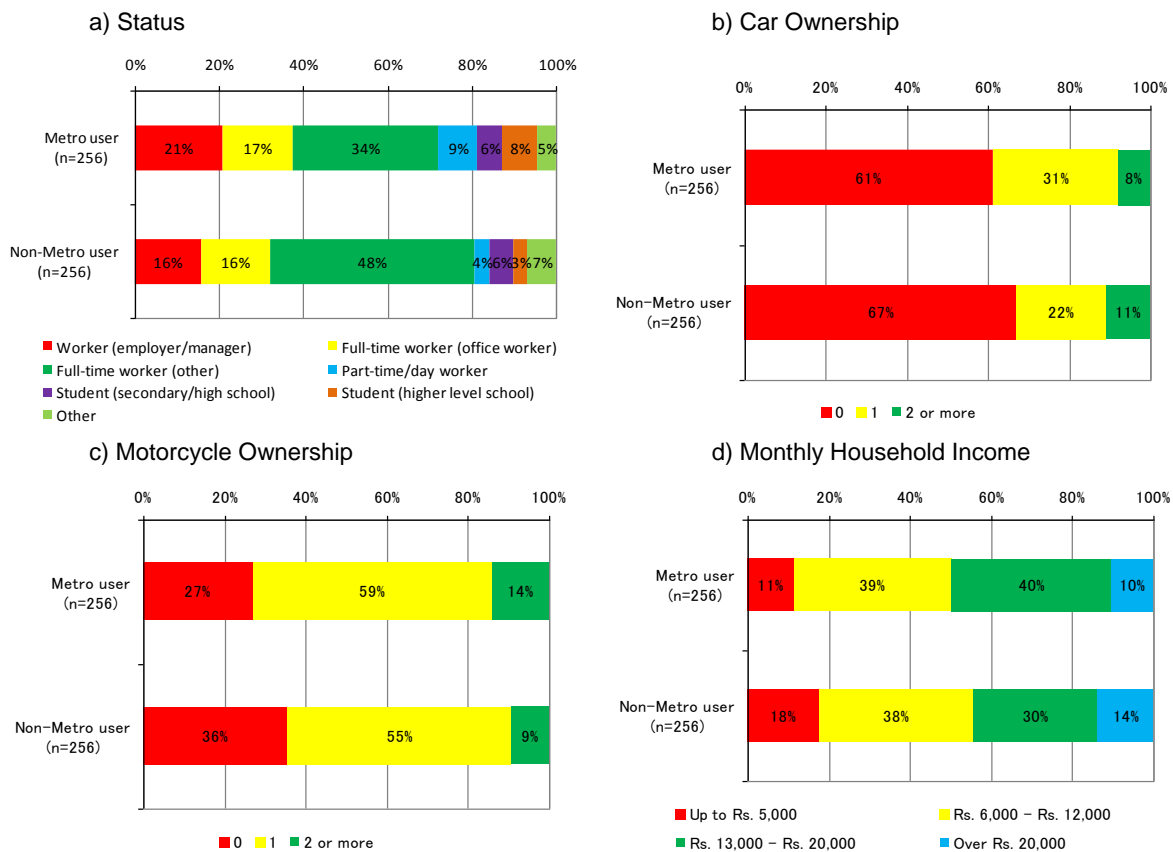 a) Status
0% 20% 40% 60% 80% 100%
Metro user
(n=256)
21% 17% 34% 9% 6% 8% 5%
Non-Metro user
(n=256)
16% 16% 48% 4% 6% 3% 7%
Worker (employer/manager) Full-time worker (office worker)
Full-time worker (other) Part-time/day worker
Student (secondary/high school) Student (higher level school)
Other
b) Car Ownership
0% 20% 40% 60% 80% 100%
Metro user
(n=256)
61% 31% 8%
Non-Metro user
(n=256)
67% 22% 11%
0 1 2 or more
c) Motorcycle Ownership
0% 20% 40% 60% 80% 100%
Metro user
(n=256)
27% 59% 14%
Non-Metro user
(n=256)
36% 55% 9%
0 1 2 or more
d) Monthly Household Income
0% 20% 40% 60% 80% 100%
Metro user
(n=256)
11% 39% 40% 10%
Non-Metro user
(n=256)
18% 38% 30% 14%
Up to Rs. 5,000 Rs. 6,000 - Rs. 12,000
Rs. 13,000 - Rs. 20,000 Over Rs. 20,000